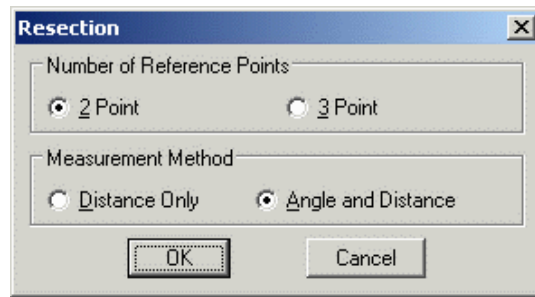 Resection
Number of Reference Points
2 Point 3 Point
Measurement Method
Distance Only Angle and Distance
OK Cancel